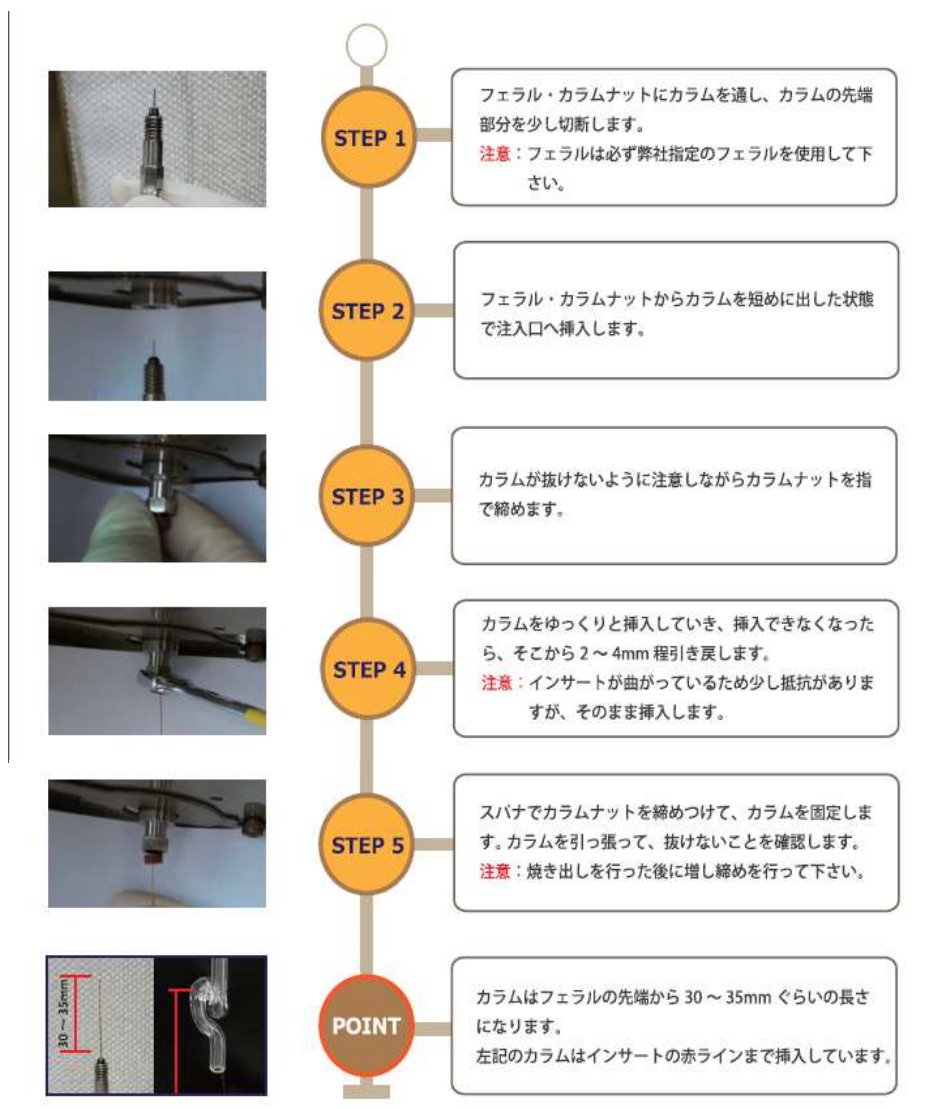 STEP 1
フェラル・カラムナットにカラムを通し、カラムの先端
部分を少し切断します。
注意：フェラルは必ず弊社指定のフェラルを使用して下
さい。
STEP 2
フェラル・カラムナットからカラムを短めに出した状態
で注入口へ挿入します。
STEP 3
カラムが抜けないように注意しながらカラムナットを指
で締めます。
STEP 4
カラムをゆっくりと挿入していき、挿入できなくなった
ら、そこから 2 ～ 4mm 程引き戻します。
注意：インサートが曲がっているため少し抵抗がありま
すが、そのまま挿入します。
STEP 5
スパナでカラムナットを締めつけて、カラムを固定しま
す。カラムを引っ張って、抜けないことを確認します。
注意：焼き出しを行った後に増し締めを行って下さい。
30 ～ 35mm
POINT
カラムはフェラルの先端から 30 ～ 35mm ぐらいの長さ
になります。
左記のカラムはインサートの赤ラインまで挿入しています。